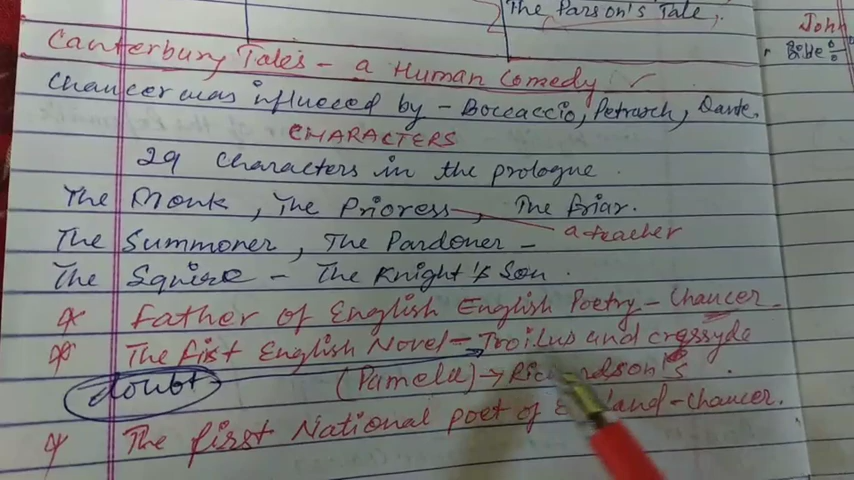 The Parson's Tale,
John
Bible:
Canterbury Tales - a Human Comedy
Chaucer was influeced by - Boccaccio, Petrarch, Dante.
CHARACTERS
29 characters in the prologue.
The Monk, The Prioress, The friar.
a teacher
The Summoner, The Pardoner -
The Squire - The Knight's Son.
Father of English English Poetry - Chaucer
The fist English Novel - Troilus and cressyde
doubt (Pamela) → Richardson's.
The first National poet of England - Chaucer.